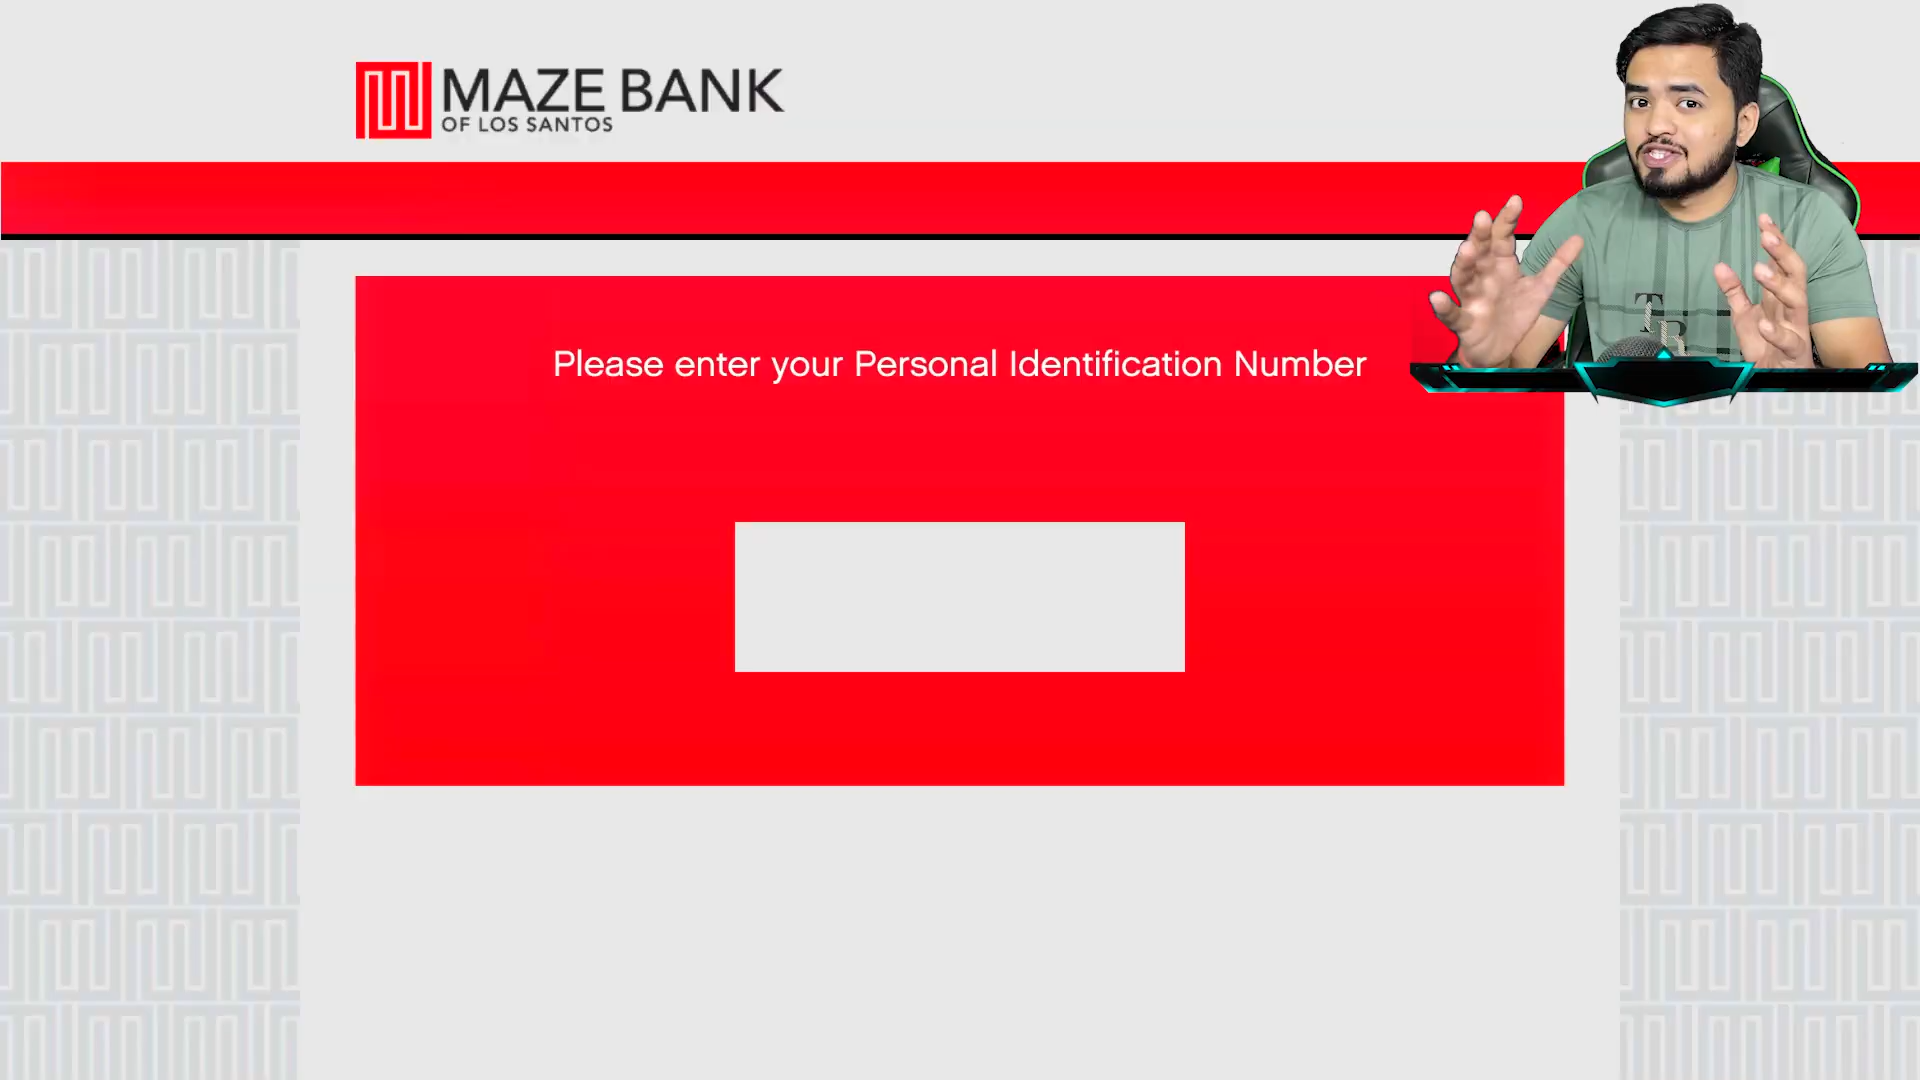 MAZE BANK
OF LOS SANTOS
Please enter your Personal Identification Number
T
R